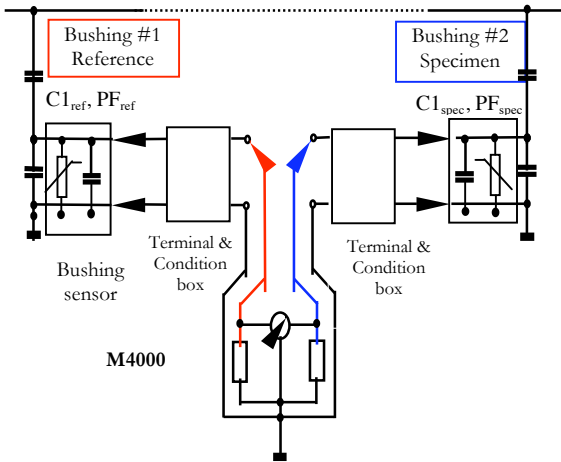 Bushing #1
Reference
Bushing #2
Specimen
C1ref, PFref
C1spec, PFspec
Terminal &
Condition
box
Terminal &
Condition
box
Bushing
sensor
M4000